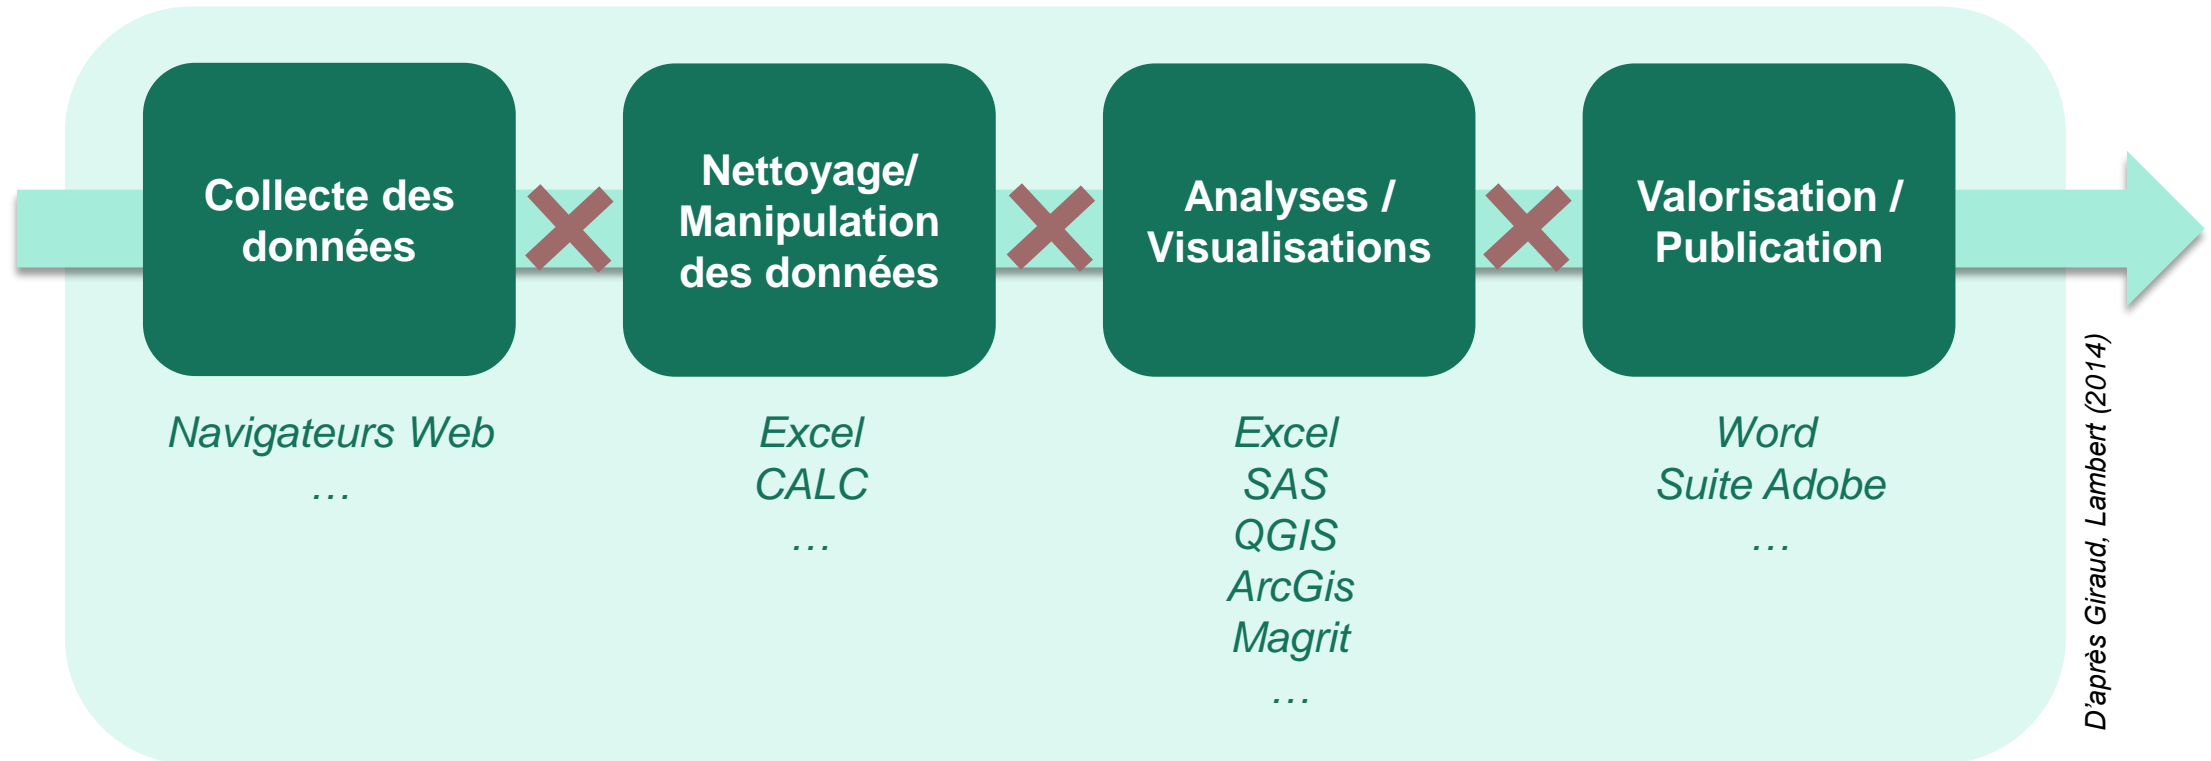 Collecte des
données
Nettoyage/
Manipulation
des données
Analyses /
Visualisations
Valorisation /
Publication
Navigateurs Web
…
Excel
CALC
…
Excel
SAS
QGIS
ArcGis
Magrit
…
Word
Suite Adobe
…
D’après Giraud, Lambert (2014)